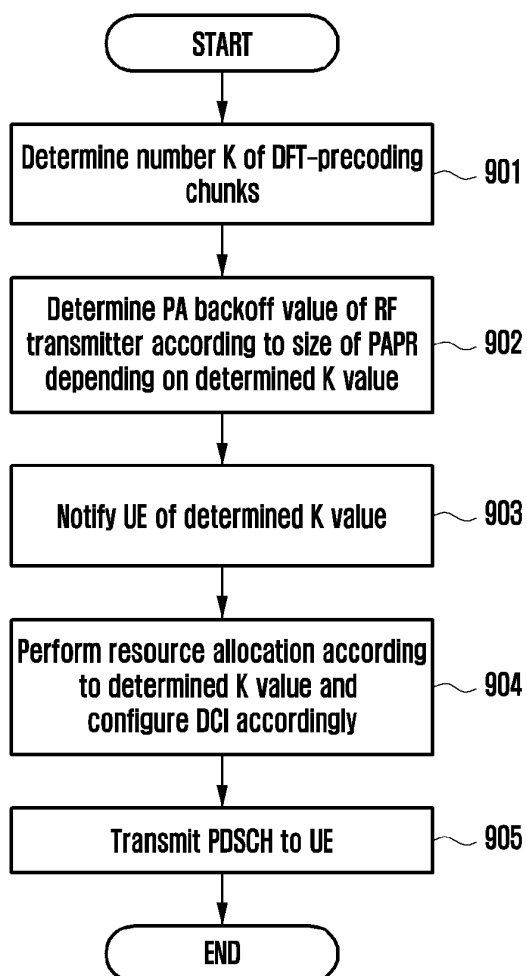 START
Determine number K of DFT-precoding
chunks
901
Determine PA backoff value of RF
transmitter according to size of PAPR
depending on determined K value
902
Notify UE of determined K value
903
Perform resource allocation according
to determined K value and
configure DCI accordingly
904
Transmit PDSCH to UE
905
END